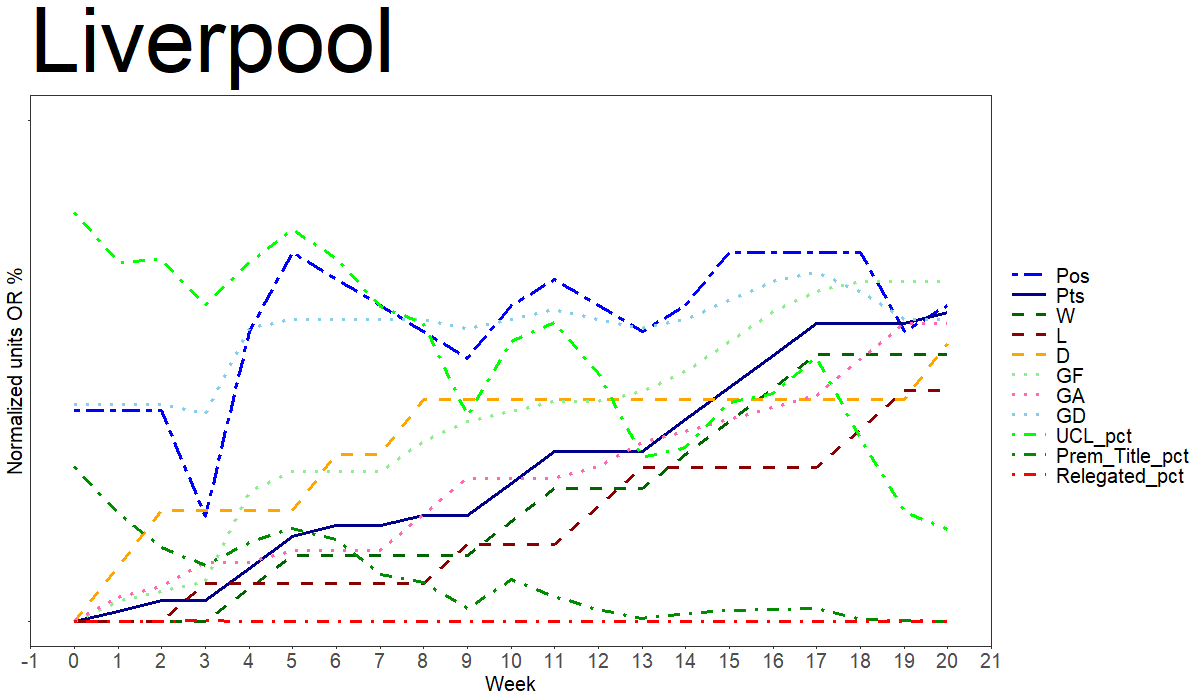 Liverpool
Normalized units OR %
-1 0 1 2 3 4 5 6 7 8 9 10 11 12 13 14 15 16 17 18 19 20 21
Week
Pos
Pts
W
L
D
GF
GA
GD
UCL_pct
Prem_Title_pct
Relegated_pct